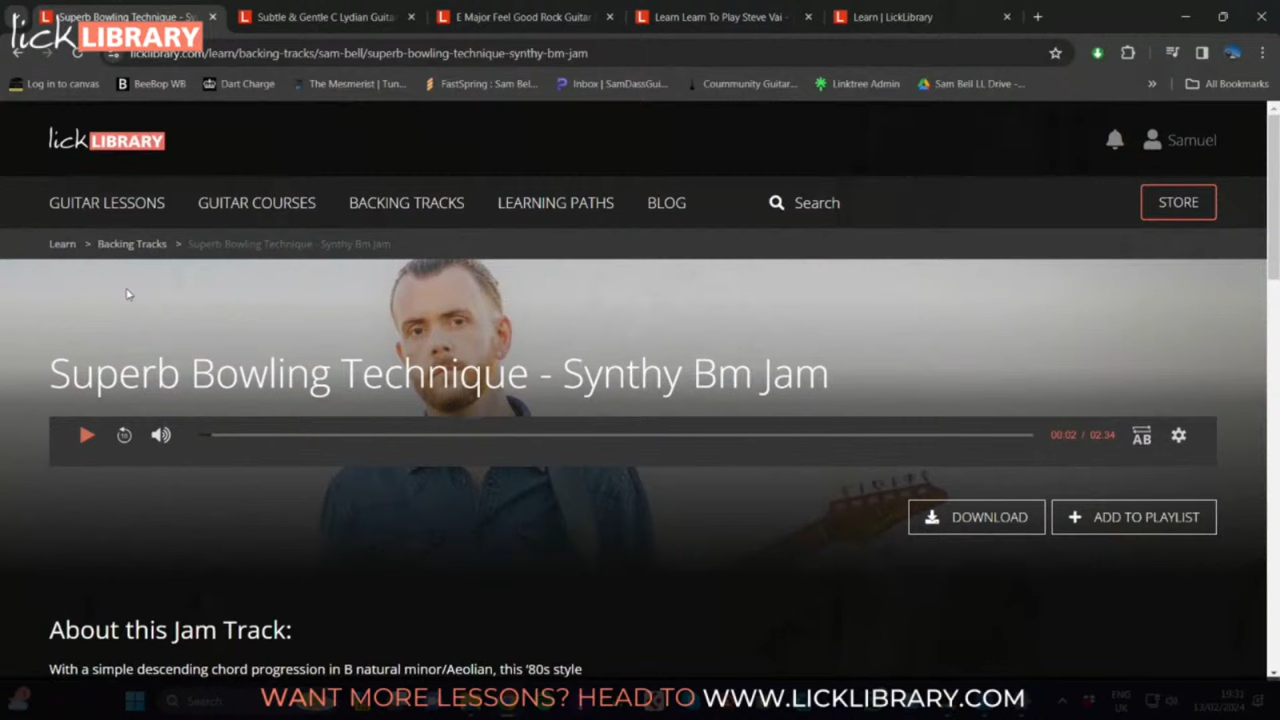 Superb Bowling Technique - Sy
Subtle & Gentle C Lydian Guita
E Major Feel Good Rock Guitar
Learn Learn To Play Steve Vai -
Learn | LickLibrary
lick LIBRARY
licklibrary.com/learn/backing-tracks/sam-bell/superb-bowling-technique-synthy-bm-jam
Log in to canvas
BeeBop WB
Dart Charge
The Mesmerist | Tun...
FastSpring : Sam Bel...
Inbox | SamDassGui...
Coummunity Guitar...
Linktree Admin
Sam Bell LL Drive -...
All Bookmarks
lick LIBRARY
Samuel
GUITAR LESSONS
GUITAR COURSES
BACKING TRACKS
LEARNING PATHS
BLOG
Search
STORE
Learn > Backing Tracks > Superb Bowling Technique - Synthy Bm Jam
Superb Bowling Technique - Synthy Bm Jam
10
00:02 / 02:34
AB
DOWNLOAD
ADD TO PLAYLIST
About this Jam Track:
With a simple descending chord progression in B natural minor/Aeolian, this '80s style
Search
WANT MORE LESSONS? HEAD TO WWW.LICKLIBRARY.COM
ENG
UK
19:31
13/02/2024